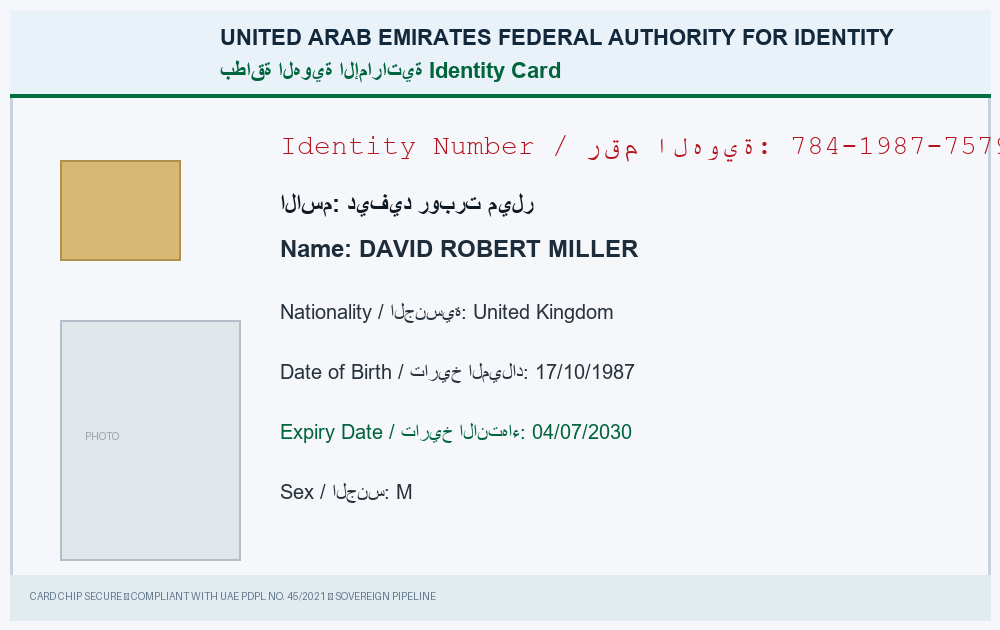 UNITED ARAB EMIRATES FEDERAL AUTHORITY FOR IDENTITY
بطاقة الهوية الإماراتية Identity Card
Identity Number / رقم الهوية: 784-1987-7579
الاسم: ديفيد روبرت ميلر
Name: DAVID ROBERT MILLER
Nationality / الجنسية: United Kingdom
Date of Birth / تاريخ الميلاد: 17/10/1987
Expiry Date / تاريخ الانتهاء: 04/07/2030
Sex / الجنس: M
PHOTO
CARD CHIP SECURE COMPLIANT WITH UAE PDPL NO. 45/2021 SOVEREIGN PIPELINE